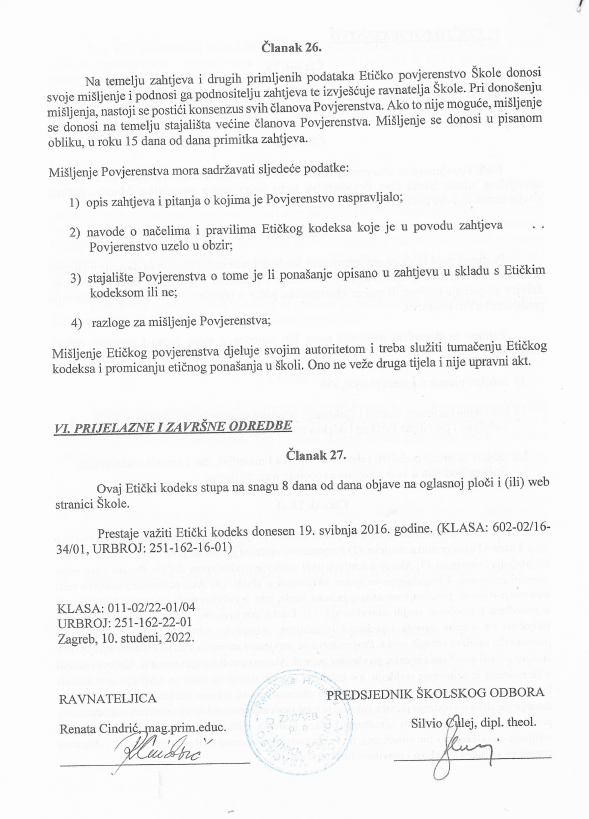 Članak 26.
Na temelju zahtjeva i drugih primljenih podataka Etičko povjerenstvo Škole donosi
svoje mišljenje i podnosi ga podnositelju zahtjeva te izvješćuje ravnatelja Škole. Pri donošenju
mišljenja, nastoji se postići konsenzus svih članova Povjerenstva. Ako to nije moguće, mišljenje
se donosi na temelju stajališta većine članova Povjerenstva. Mišljenje se donosi u pisanom
obliku, u roku 15 dana od dana primitka zahtjeva.
Mišljenje Povjerenstva mora sadržavati sljedeće podatke:
1) opis zahtjeva i pitanja o kojima je Povjerenstvo raspravljalo;
2) navode o načelima i pravilima Etičkog kodeksa koje je u povodu zahtjeva
Povjerenstvo uzelo u obzir;
3) stajalište Povjerenstva o tome je li ponašanje opisano u zahtjevu u skladu s Etičkim
kodeksom ili ne;
4) razloge za mišljenje Povjerenstva;
Mišljenje Etičkog povjerenstva djeluje svojim autoritetom i treba služiti tumačenju Etičkog
kodeksa i promicanju etičnog ponašanja u školi. Ono ne veže druga tijela i nije upravni akt.
VI. PRIJELAZNE I ZAVRŠNE ODREDBE
Članak 27.
Ovaj Etički kodeks stupa na snagu 8 dana od dana objave na oglasnoj ploči i (ili) web
stranici Škole.
Prestaje važiti Etički kodeks donesen 19. svibnja 2016. godine. (KLASA: 602-02/16-
34/01, URBROJ: 251-162-16-01)
KLASA: 011-02/22-01/04
URBROJ: 251-162-22-01
Zagreb, 10. studeni, 2022.
RAVNATELJICA
PREDSJEDNIK ŠKOLSKOG ODBORA
Renata Cindrić, mag.prim.educ.
Silvio Čulej, dipl. theol.
ZAGREB